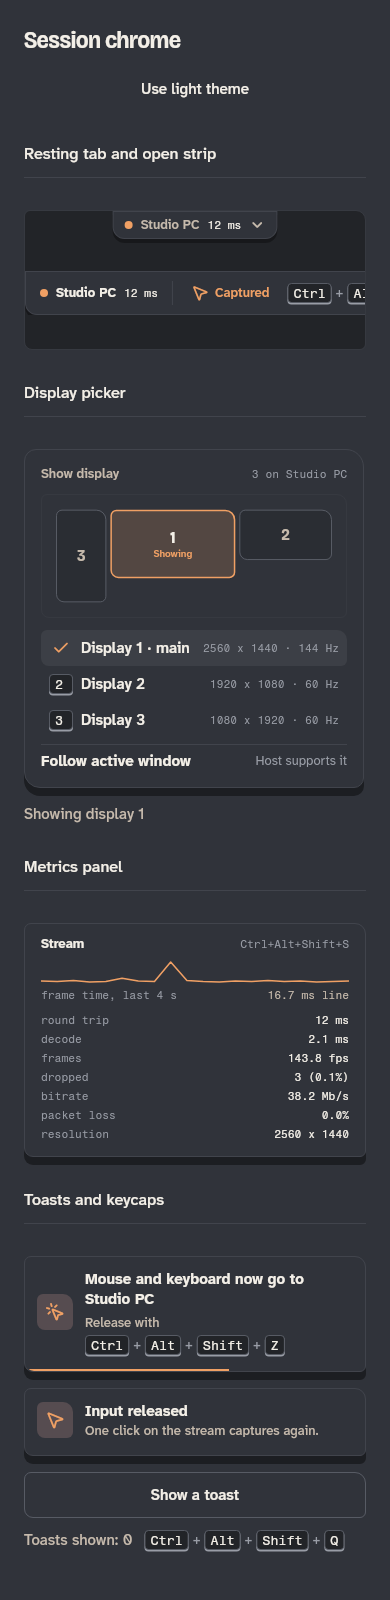 Session chrome
Use light theme
Resting tab and open strip
Studio PC 12 ms
Studio PC 12 ms Captured Ctrl +
Display picker
Show display 3 on Studio PC
3
1
Showing
2
Display 1 · main 2560 x 1440 · 144 Hz
2 Display 2 1920 x 1080 · 60 Hz
3 Display 3 1080 x 1920 · 60 Hz
Follow active window Host supports it
Showing display 1
Metrics panel
Stream Ctrl+Alt+Shift+S
frame time, last 4 s 16.7 ms line
round trip 12 ms
decode 2.1 ms
frames 143.8 fps
dropped 3 (0.1%)
bitrate 38.2 Mb/s
packet loss 0.0%
resolution 2560 x 1440
Toasts and keycaps
Mouse and keyboard now go to
Studio PC
Release with
Ctrl + Alt + Shift + Z
Input released
One click on the stream captures again.
Show a toast
Toasts shown: 0 Ctrl + Alt + Shift + Q